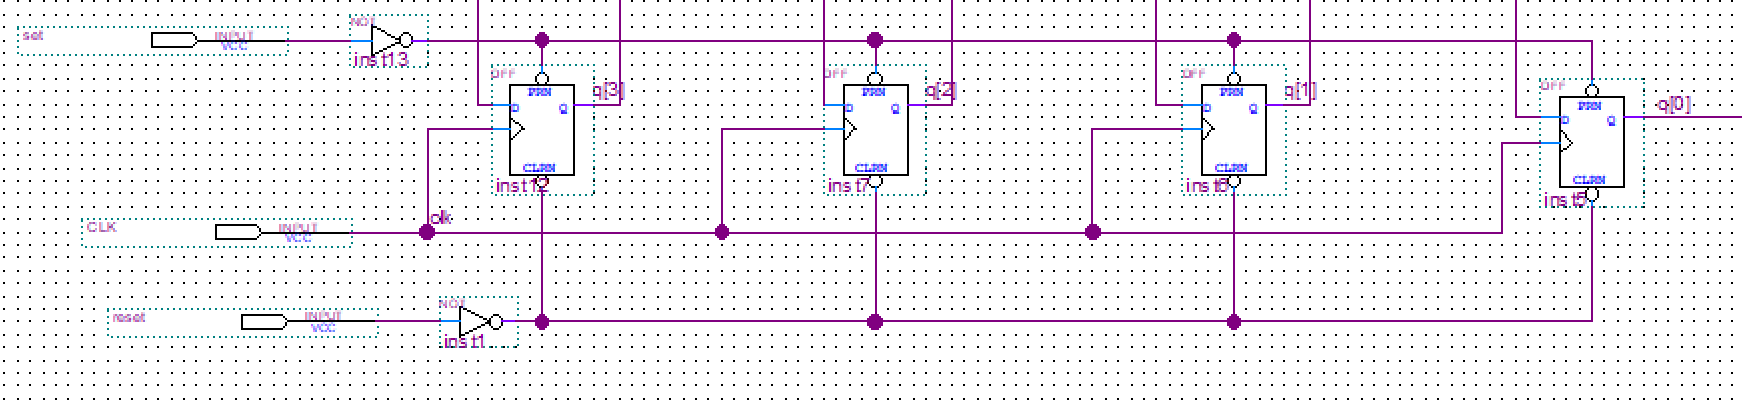 set
INPUT
VCC
NOT
inst13
DFF
PRN
D
Q
CLRN
inst12
q[3]
DFF
PRN
D
Q
CLRN
inst7
q[2]
DFF
PRN
D
Q
CLRN
inst6
q[1]
DFF
PRN
D
Q
CLRN
inst5
q[0]
CLK
INPUT
VCC
clk
reset
INPUT
VCC
NOT
inst1